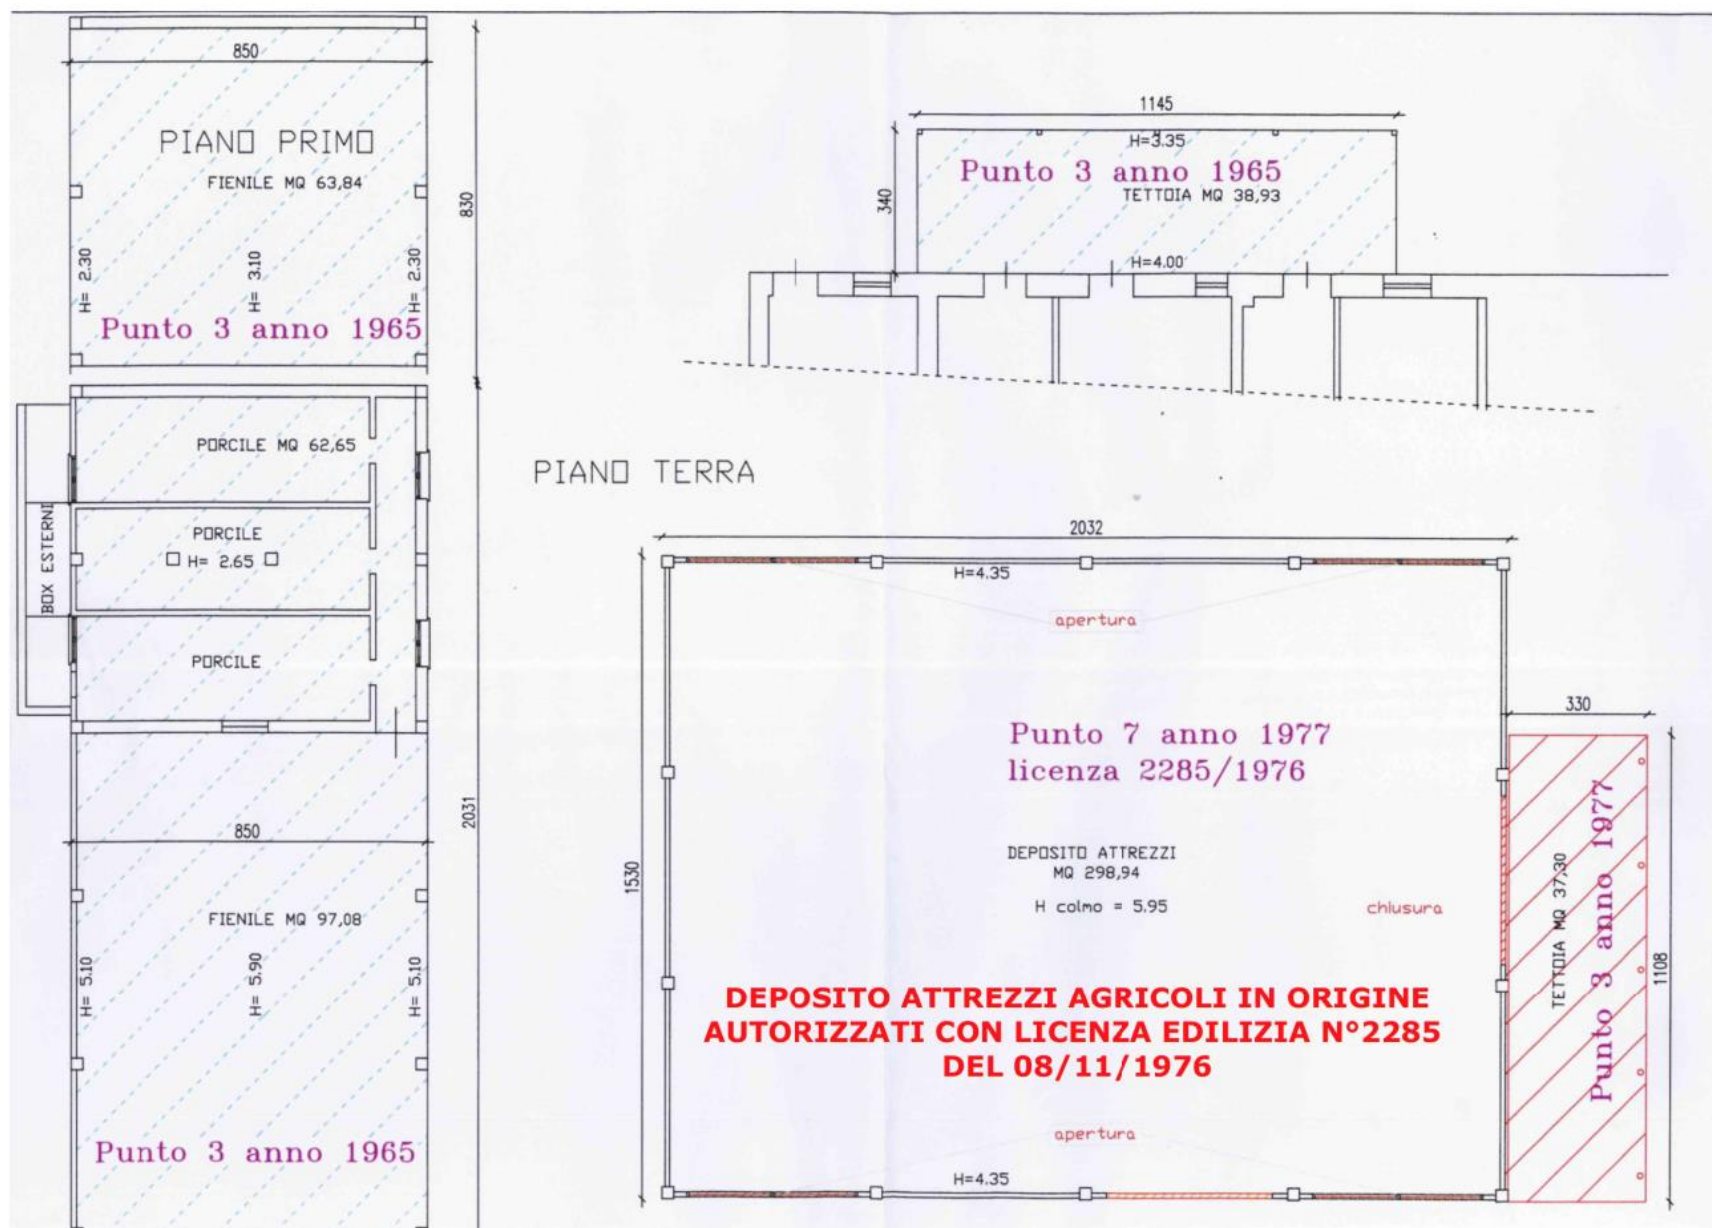 850
PIANO PRIMO
FIENILE MQ 63,84
830
H= 2.30
H= 3.10
H= 2.30
Punto 3 anno 1965
1145
H=3.35
Punto 3 anno 1965
TETTOIA MQ 38,93
340
H=4.00
PORCILE MQ 62,65
PORCILE
H= 2.65
BOX ESTERNI
PORCILE
PIANO TERRA
2031
850
FIENILE MQ 97,08
H= 5.10
H= 5.90
H= 5.10
Punto 3 anno 1965
2032
H=4.35
apertura
1530
Punto 7 anno 1977
licenza 2285/1976
DEPOSITO ATTREZZI
MQ 298,94
H colmo = 5.95
chiusura
DEPOSITO ATTREZZI AGRICOLI IN ORIGINE
AUTORIZZATI CON LICENZA EDILIZIA N°2285
DEL 08/11/1976
apertura
H=4.35
330
TETTOIA MQ 37,30
Punto 3 anno 1977
1108